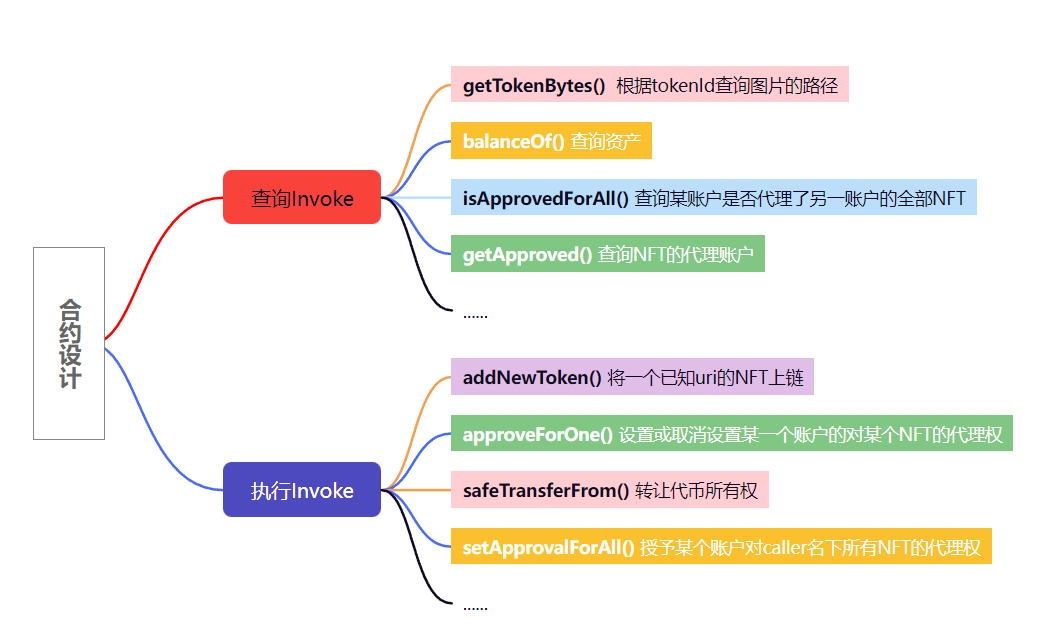 合约设计
查询Invoke
getTokenBytes() 根据tokenId查询图片的路径
balanceOf() 查询资产
isApprovedForAll() 查询某账户是否代理了另一账户的全部NFT
getApproved() 查询NFT的代理账户
......
执行Invoke
addNewToken() 将一个已知uri的NFT上链
approveForOne() 设置或取消设置某一个账户的对某个NFT的代理权
safeTransferFrom() 转让代币所有权
setApprovalForAll() 授予某个账户对caller名下所有NFT的代理权
......